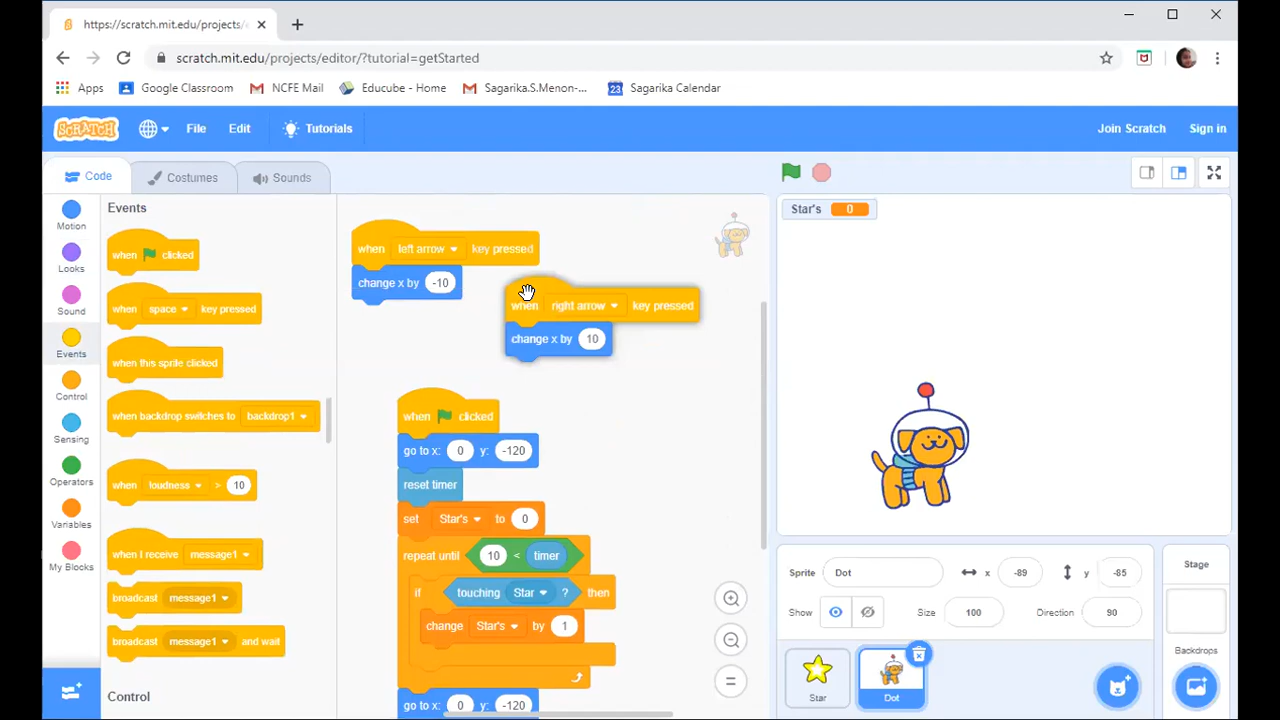 https://scratch.mit.edu/projects/e
scratch.mit.edu/projects/editor/?tutorial=getStarted
Apps Google Classroom NCFE Mail Educube - Home Sagarika.S.Menon-... 23 Sagarika Calendar
SCRATCH File Edit Tutorials Join Scratch Sign in
Code Costumes Sounds
Motion
Looks
Sound
Events
Control
Sensing
Operators
Variables
My Blocks
Events
when clicked
when space key pressed
when this sprite clicked
when backdrop switches to backdrop1
when loudness > 10
when I receive message1
broadcast message1
broadcast message1 and wait
Control
when left arrow key pressed
change x by -10
when right arrow key pressed
change x by 10
when clicked
go to x: 0 y: -120
reset timer
set Star's to 0
repeat until 10 < timer
if touching Star ? then
change Star's by 1
go to x: 0 y: -120
Star's 0
Sprite Dot x -89 y -85
Show Size 100 Direction 90
Star
Dot
Stage
Backdrops